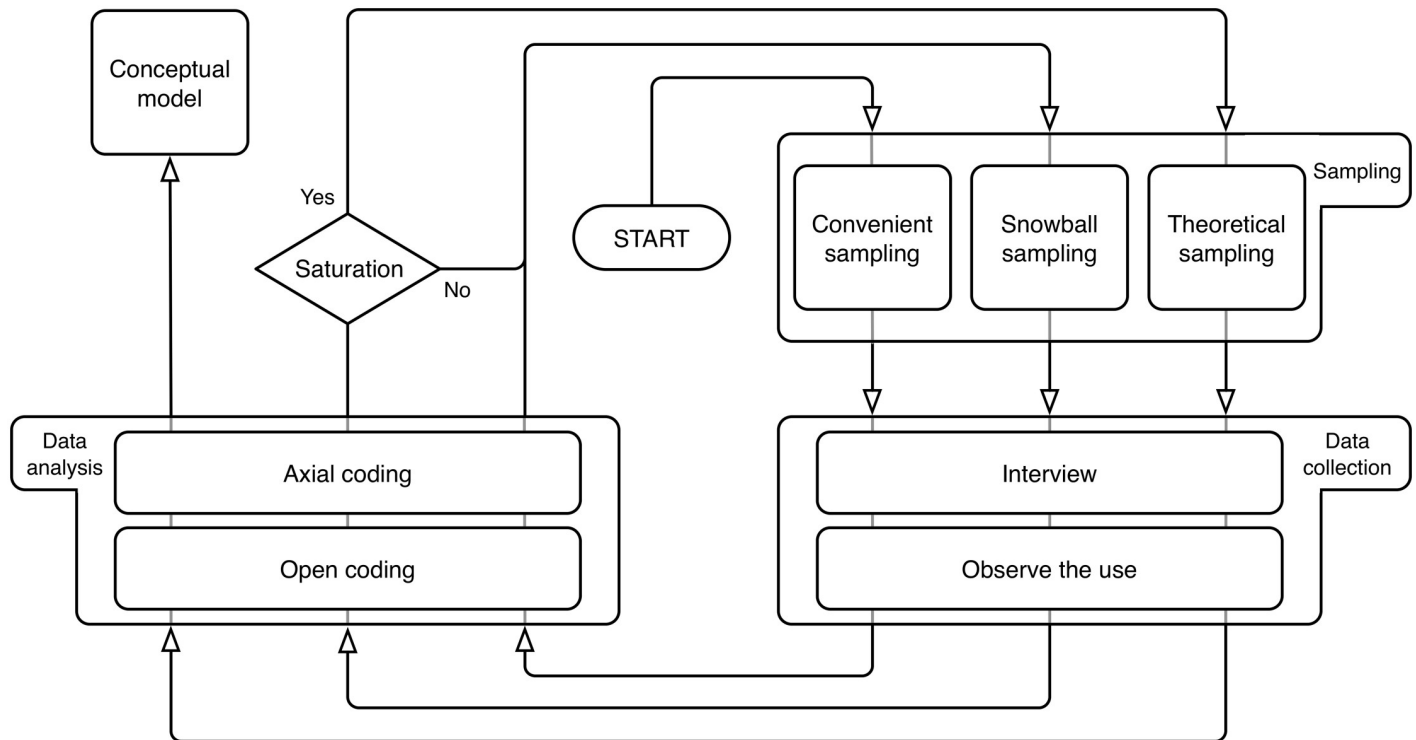 Conceptual
model
Yes
Saturation
No
START
Convenient
sampling
Snowball
sampling
Theoretical
sampling
Sampling
Data
analysis
Axial coding
Open coding
Interview
Observe the use
Data
collection